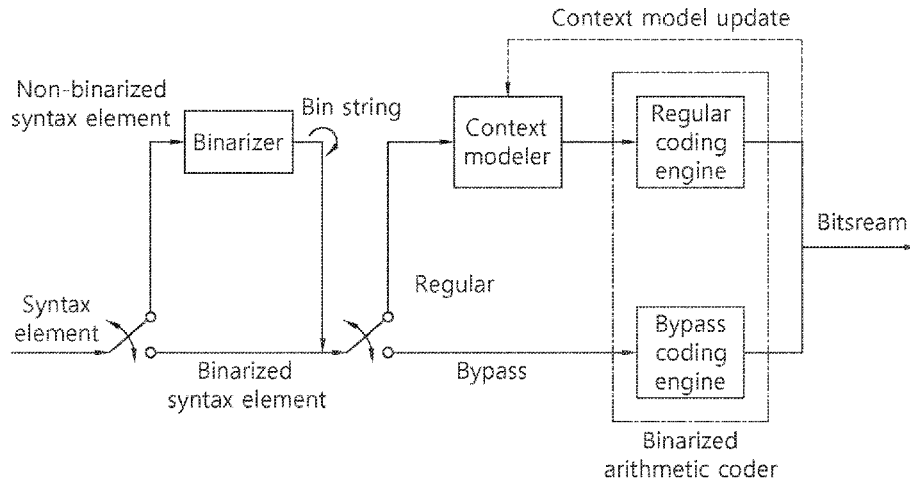 Context model update
Non-binarized
syntax element
Bin string
Binarizer
Context
modeler
Regular
coding
engine
Bitsream
Syntax
element
Regular
Binarized
syntax element
Bypass
Bypass
coding
engine
Binarized
arithmetic coder